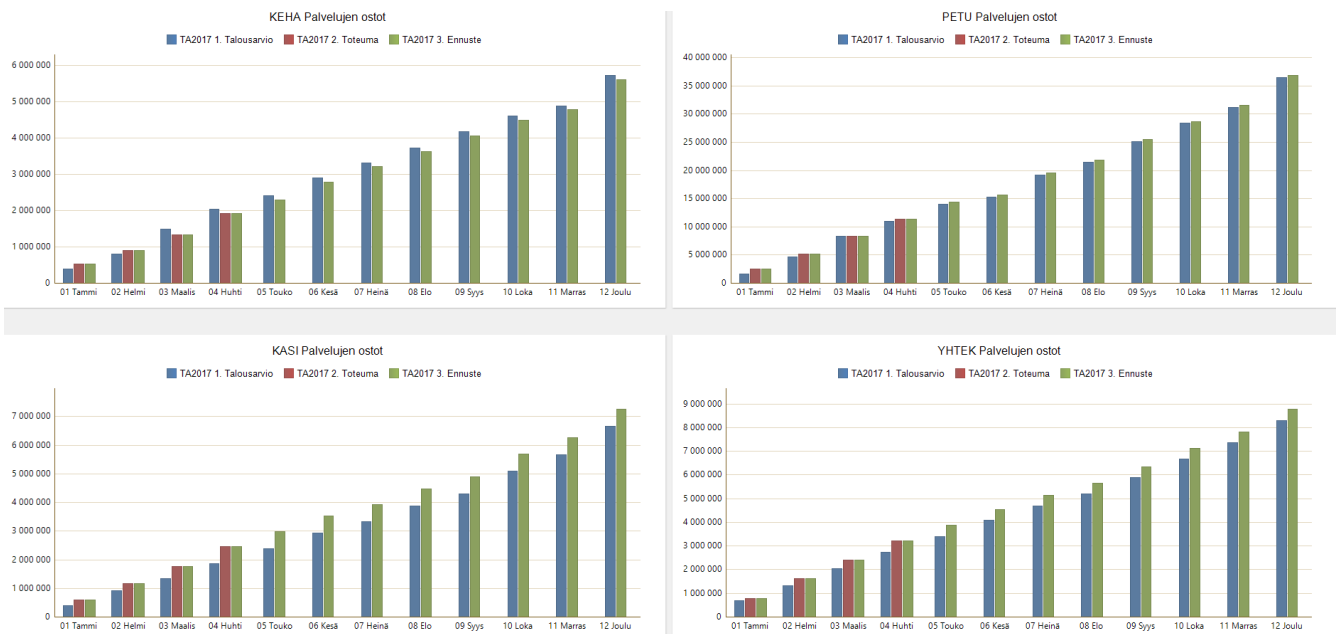 KEHA Palvelujen ostot
TA2017 1. Talousarvio TA2017 2. Toteuma TA2017 3. Ennuste
6 000 000
5 000 000
4 000 000
3 000 000
2 000 000
1 000 000
0
01 Tammi 02 Helmi 03 Maalis 04 Huhti 05 Touko 06 Kesä 07 Heinä 08 Elo 09 Syys 10 Loka 11 Marras 12 Joulu
PETU Palvelujen ostot
TA2017 1. Talousarvio TA2017 2. Toteuma TA2017 3. Ennuste
40 000 000
35 000 000
30 000 000
25 000 000
20 000 000
15 000 000
10 000 000
5 000 000
0
01 Tammi 02 Helmi 03 Maalis 04 Huhti 05 Touko 06 Kesä 07 Heinä 08 Elo 09 Syys 10 Loka 11 Marras 12 Joulu
KASI Palvelujen ostot
TA2017 1. Talousarvio TA2017 2. Toteuma TA2017 3. Ennuste
7 000 000
6 000 000
5 000 000
4 000 000
3 000 000
2 000 000
1 000 000
0
01 Tammi 02 Helmi 03 Maalis 04 Huhti 05 Touko 06 Kesä 07 Heinä 08 Elo 09 Syys 10 Loka 11 Marras 12 Joulu
YHTEK Palvelujen ostot
TA2017 1. Talousarvio TA2017 2. Toteuma TA2017 3. Ennuste
9 000 000
8 000 000
7 000 000
6 000 000
5 000 000
4 000 000
3 000 000
2 000 000
1 000 000
0
01 Tammi 02 Helmi 03 Maalis 04 Huhti 05 Touko 06 Kesä 07 Heinä 08 Elo 09 Syys 10 Loka 11 Marras 12 Joulu